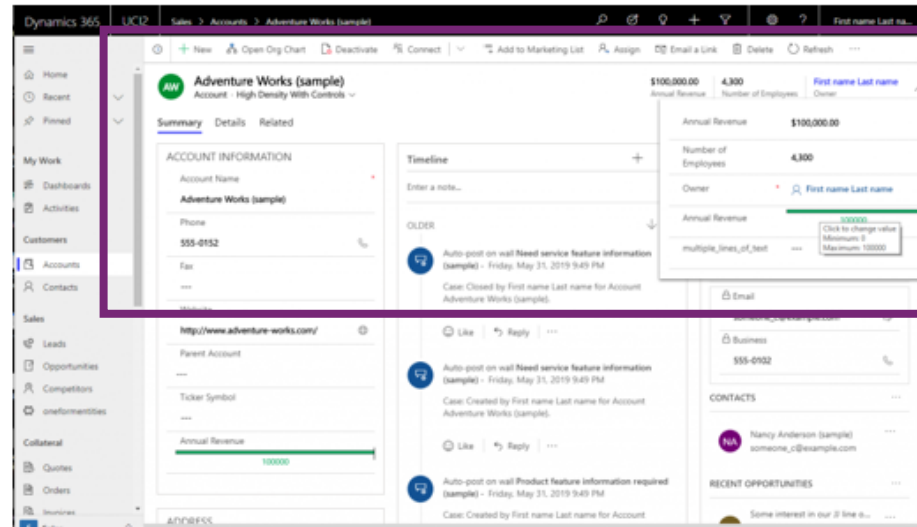 Dynamics 365 UCI2 Sales > Accounts > Adventure Works (sample) First name Last na...
New Open Org Chart Deactivate Connect Add to Marketing List Assign Email a Link Delete Refresh ...
Home
Recent
Pinned
My Work
Dashboards
Activities
Customers
Accounts
Contacts
Sales
Leads
Opportunities
Competitors
oneformentities
Collateral
Quotes
Orders
Invoices
Sales
AW
Adventure Works (sample)
Account · High Density With Controls
$100,000.00
Annual Revenue
4,300
Number of Employees
First name Last name
Owner
Summary Details Related
ACCOUNT INFORMATION
Account Name *
Adventure Works (sample)
Phone
555-0152
Fax
---
Website
http://www.adventure-works.com/
Parent Account
---
Ticker Symbol
---
Annual Revenue
100000
ADDRESS
Timeline
Enter a note...
OLDER
Auto-post on wall Need service feature information
(sample) - Friday, May 31, 2019 9:49 PM
Case: Closed by First name Last name for Account
Adventure Works (sample).
Like Reply ...
Auto-post on wall Need service feature information
(sample) - Friday, May 31, 2019 9:49 PM
Case: Created by First name Last name for Account
Adventure Works (sample).
Like Reply ...
Auto-post on wall Product feature information required
(sample) - Friday, May 31, 2019 9:49 PM
Case: Created by First name Last name for Account
Annual Revenue $100,000.00
Number of
Employees
4,300
Owner * First name Last name
Annual Revenue
100000
Click to change value
Minimum: 0
Maximum: 100000
multiple_lines_of_text ---
Email
someone_c@example.com
Business
555-0102
CONTACTS ...
NA
Nancy Anderson (sample) ...
someone_c@example.com
RECENT OPPORTUNITIES ...
Some interest in our // line o... ...